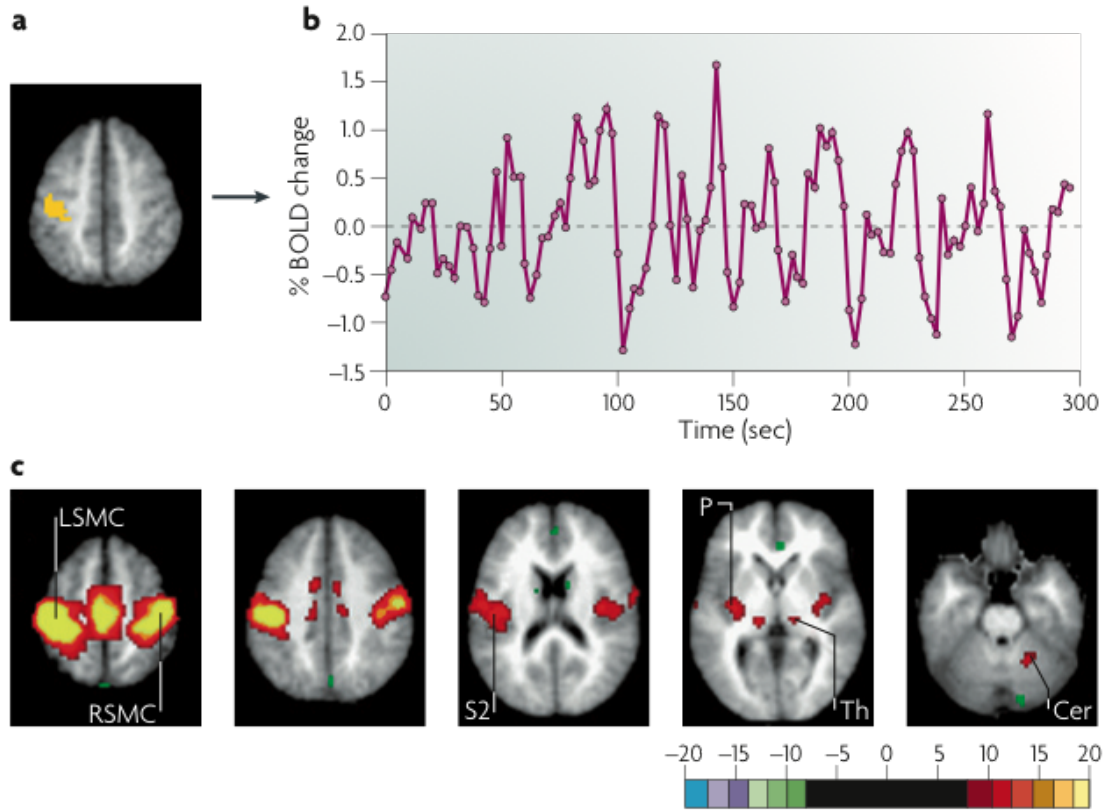 a
b
2.0
1.5
1.0
0.5
0.0
–0.5
–1.0
–1.5
% BOLD change
0 50 100 150 200 250 300
Time (sec)
c
LSMC
RSMC
S2
P
Th
Cer
–20 –15 –10 –5 0 5 10 15 20